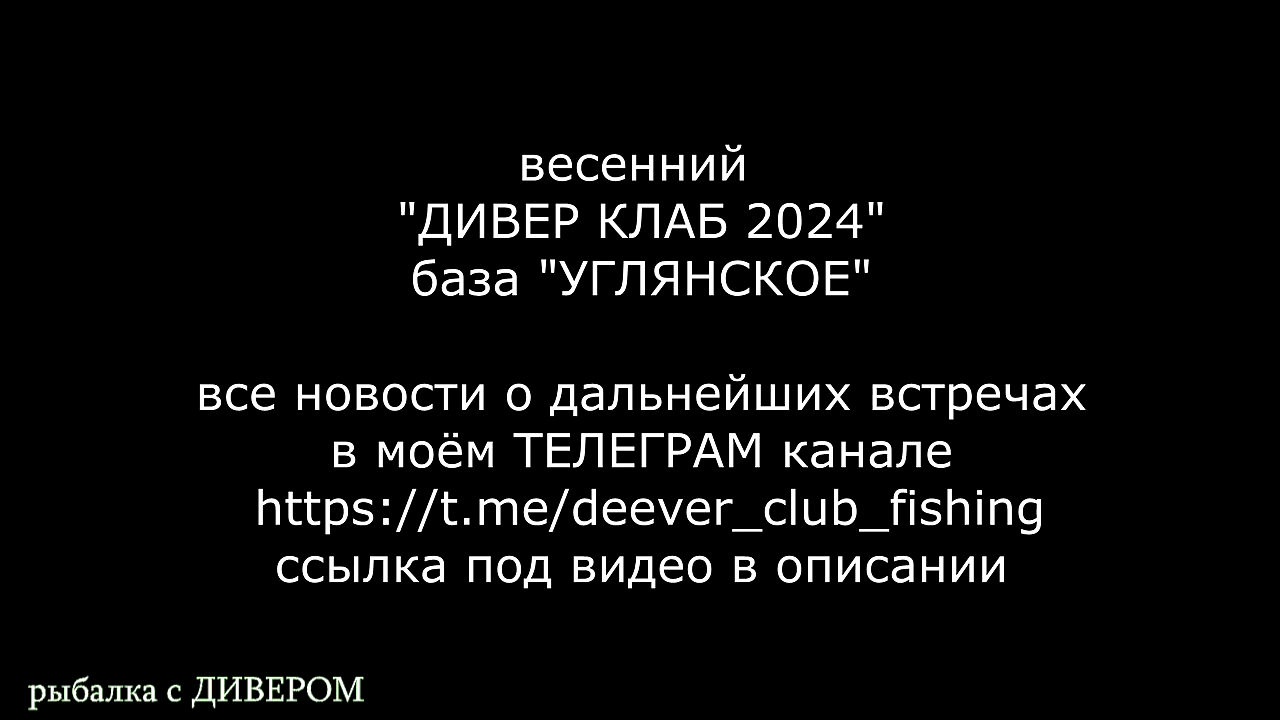 весенний
"ДИВЕР КЛАБ 2024"
база "УГЛЯНСКОЕ"
все новости о дальнейших встречах
в моём ТЕЛЕГРАМ канале
https://t.me/deever_club_fishing
ссылка под видео в описании
рыбалка с ДИВЕРОМ